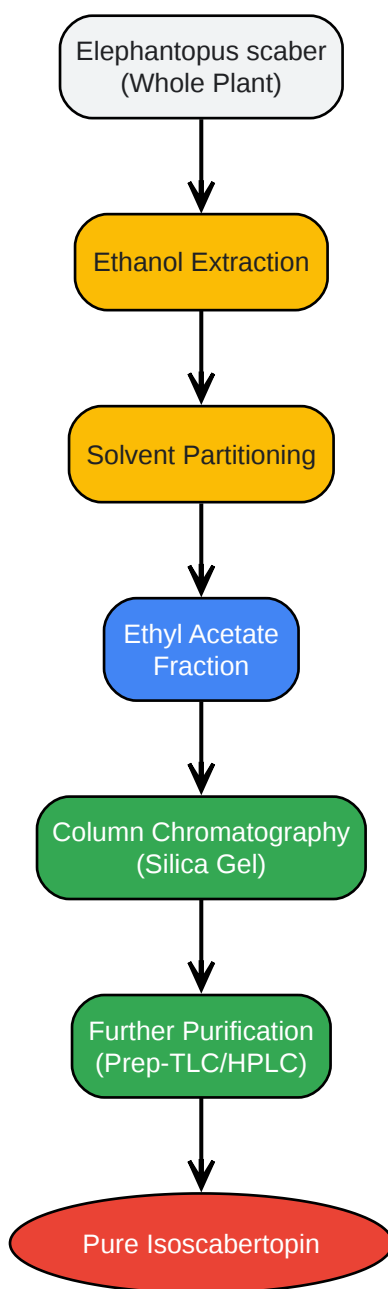 Elephantopus scaber
(Whole Plant)
Ethanol Extraction
Solvent Partitioning
Ethyl Acetate
Fraction
Column Chromatography
(Silica Gel)
Further Purification
(Prep-TLC/HPLC)
Pure Isoscabertopin